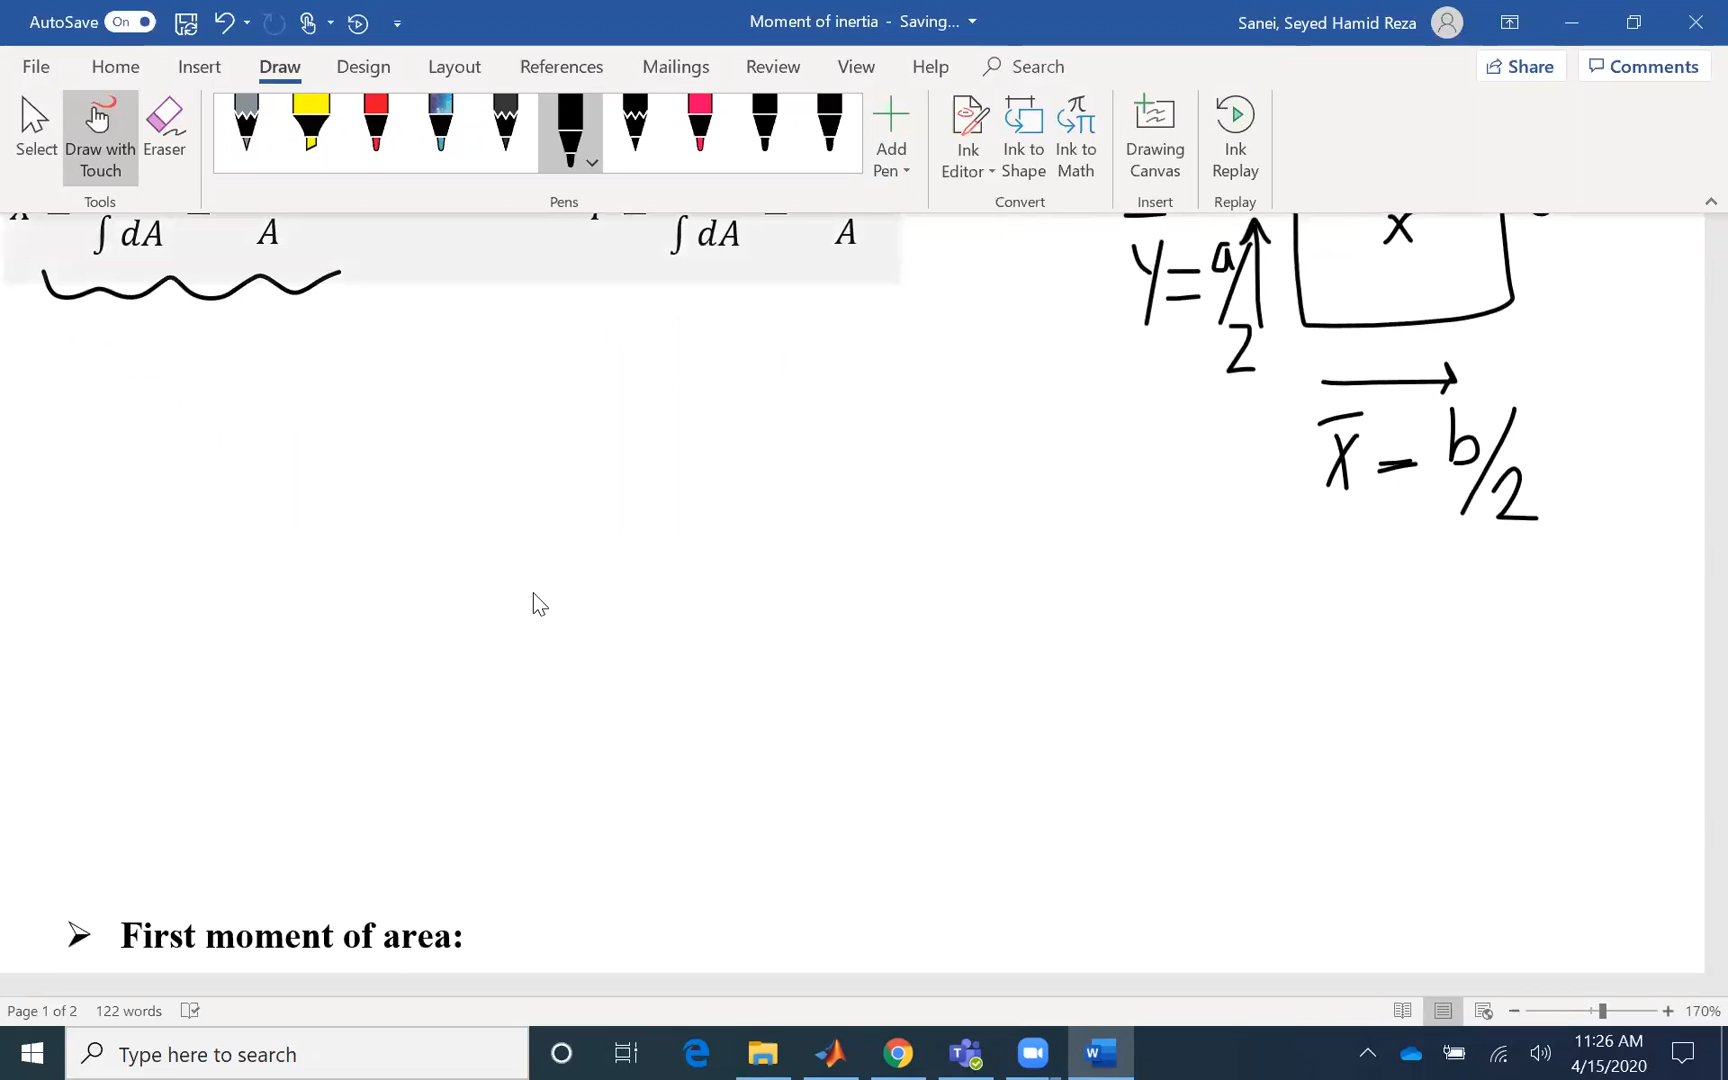 AutoSave On Moment of inertia - Saving... Sanei, Seyed Hamid Reza
File Home Insert Draw Design Layout References Mailings Review View Help Search Share Comments
Select Draw with Touch Eraser Add Pen Ink Editor Ink to Shape Ink to Math Drawing Canvas Ink Replay
Tools Pens Convert Insert Replay
∫ dA A ∫ dA A x
y = a/2
x̄ = b/2
➢ First moment of area:
Page 1 of 2 122 words 170%
Type here to search 11:26 AM
4/15/2020